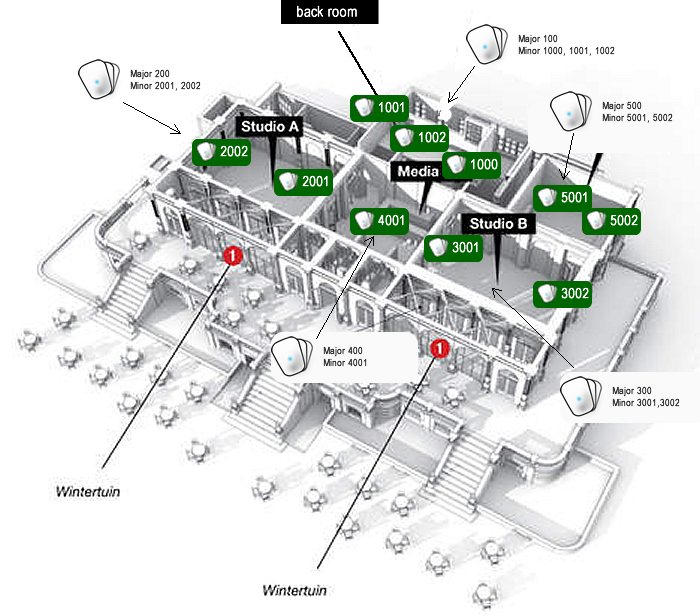 back room
Major 100
Minor 1000, 1001, 1002
Major 200
Minor 2001, 2002
Major 500
Minor 5001, 5002
1001
Studio A
1002
2002
Media
1000
2001
5001
4001
Studio B
5002
3001
1
3002
1
Major 400
Minor 4001
Major 300
Minor 3001,3002
Wintertuin
Wintertuin